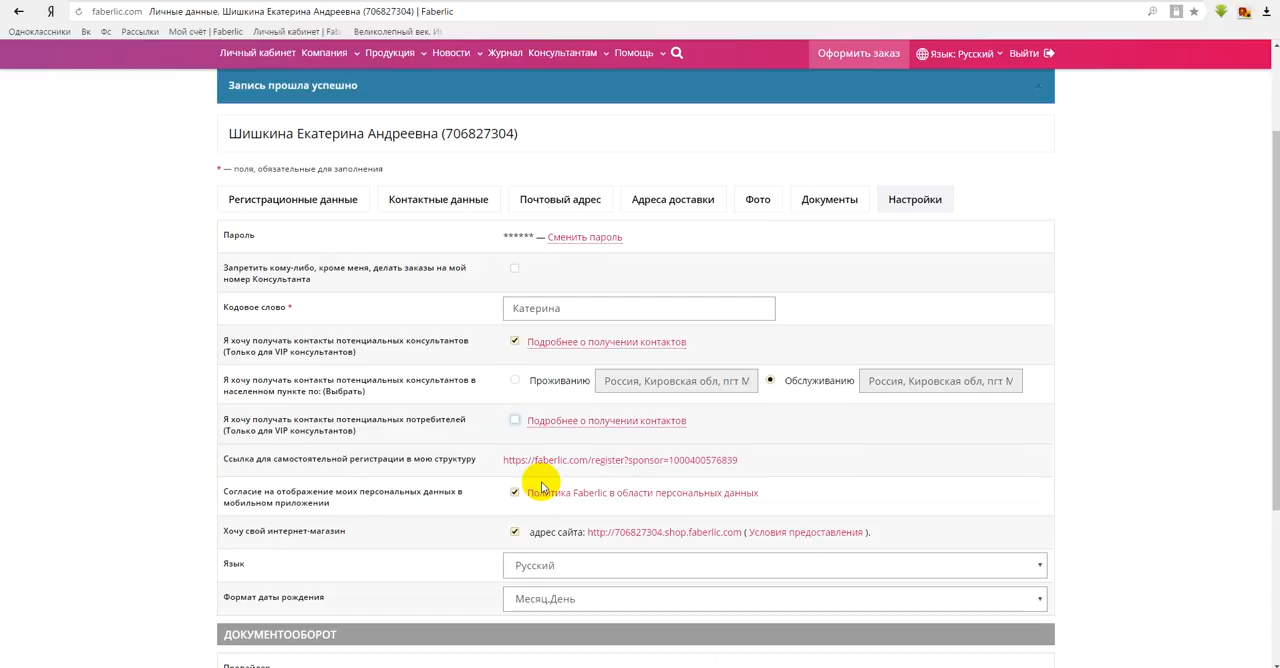 faberlic.com Личные данные. Шишкина Екатерина Андреевна (706827304) | Faberlic
Одноклассники Вк Фс Рассылки Мой счёт | Faberlic Личный кабинет | Fab Великолепный век.
Личный кабинет Компания Продукция Новости Журнал Консультантам Помощь Оформить заказ Язык: Русский Выйти
Запись прошла успешно
Шишкина Екатерина Андреевна (706827304)
* — поля, обязательные для заполнения
Регистрационные данные Контактные данные Почтовый адрес Адреса доставки Фото Документы Настройки
Пароль ****** — Сменить пароль
Запретить кому-либо, кроме меня, делать заказы на мой
номер Консультанта
Кодовое слово * Катерина
Я хочу получать контакты потенциальных консультантов
(Только для VIP консультантов) Подробнее о получении контактов
Я хочу получать контакты потенциальных консультантов в
населенном пункте по: (Выбрать) Проживанию Россия, Кировская обл, пгт М Обслуживанию Россия, Кировская обл, пгт М
Я хочу получать контакты потенциальных потребителей
(Только для VIP консультантов) Подробнее о получении контактов
Ссылка для самостоятельной регистрации в мою структуру https://faberlic.com/register?sponsor=1000400576839
Согласие на отображение моих персональных данных в
мобильном приложении Политика Faberlic в области персональных данных
Хочу свой интернет-магазин адрес сайта: http://706827304.shop.faberlic.com ( Условия предоставления ).
Язык Русский
Формат даты рождения Месяц.День
ДОКУМЕНТООБОРОТ
Провайдер